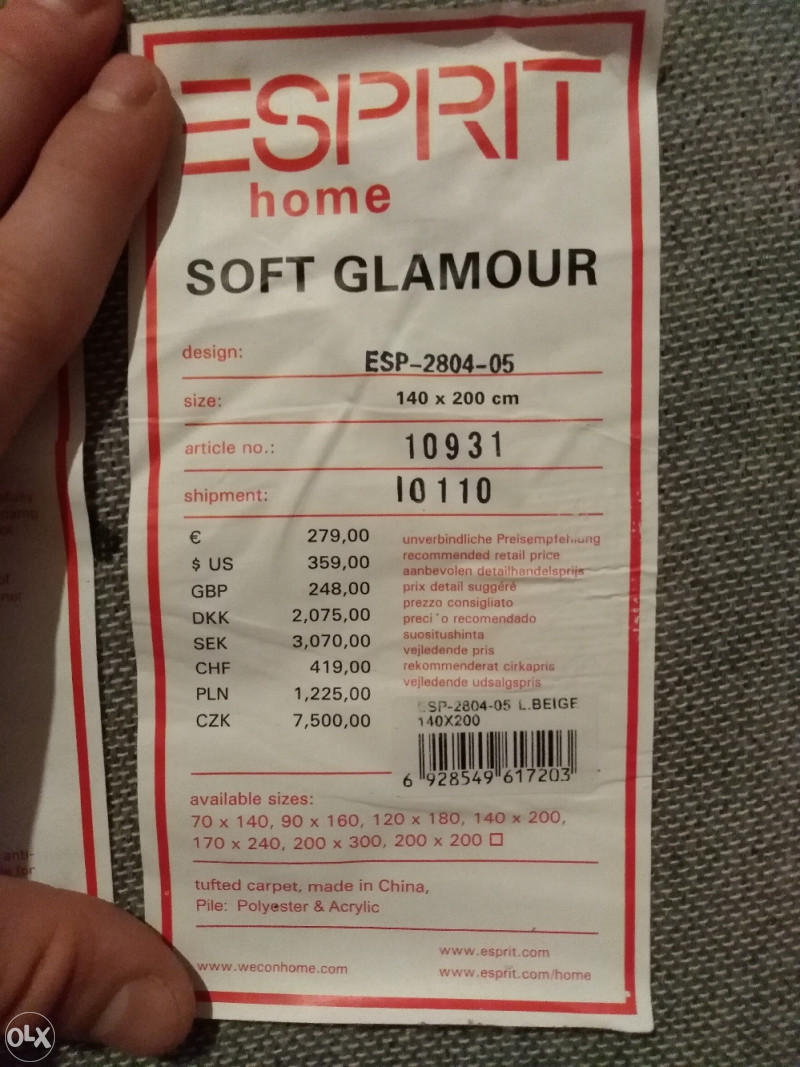 ESPRIT
home
SOFT GLAMOUR
design: ESP-2804-05
size: 140 x 200 cm
article no.: 10931
shipment: 10110
€ 279,00
$ US 359,00
GBP 248,00
DKK 2,075,00
SEK 3,070,00
CHF 419,00
PLN 1,225,00
CZK 7,500,00
unverbindliche Preisempfehlung
recommended retail price
aanbevolen detailhandelsprijs
prix detail suggéré
prezzo consigliato
preci°o recomendado
suositushinta
vejledende pris
rekommenderat cirkapris
vejledende udsalgspris
ESP-2804-05 L.BEIGE
140X200
6 928549 617203
available sizes:
70 x 140, 90 x 160, 120 x 180, 140 x 200,
170 x 240, 200 x 300, 200 x 200 □
tufted carpet, made in China,
Pile: Polyester & Acrylic
www.esprit.com
www.weconhome.com www.esprit.com/home
anti-
for
OLX